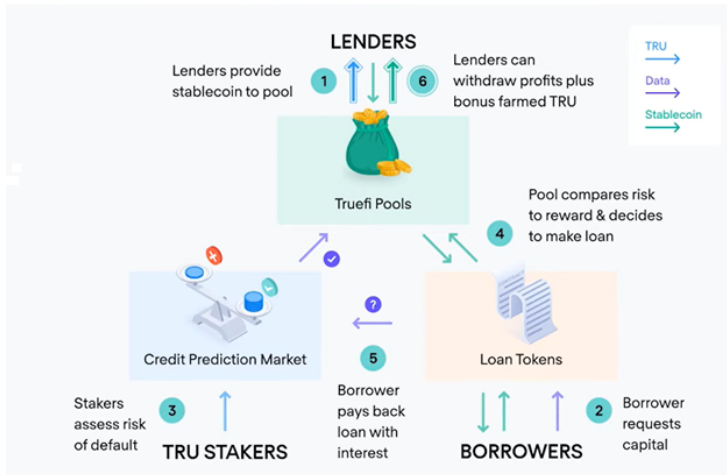 LENDERS
Lenders provide
stablecoin to pool
1
6
Lenders can
withdraw profits plus
bonus farmed TRU
TRU
Data
Stablecoin
Truefi Pools
4
Pool compares risk
to reward & decides
to make loan
?
Credit Prediction Market
Loan Tokens
5
Borrower
pays back
loan with
interest
Stakers
assess risk
of default
3
TRU STAKERS
BORROWERS
2
Borrower
requests
capital